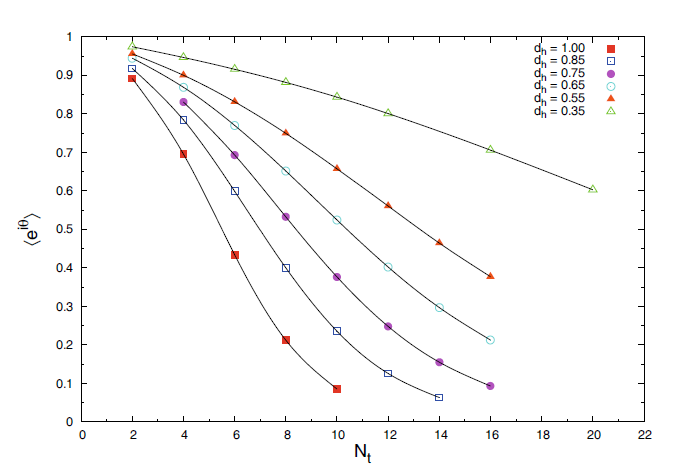 1
0.9
0.8
0.7
0.6
0.5
0.4
0.3
0.2
0.1
0
⟨e^{iθ}⟩
d_h = 1.00
d_h = 0.85
d_h = 0.75
d_h = 0.65
d_h = 0.55
d_h = 0.35
0 2 4 6 8 10 12 14 16 18 20 22
N_t